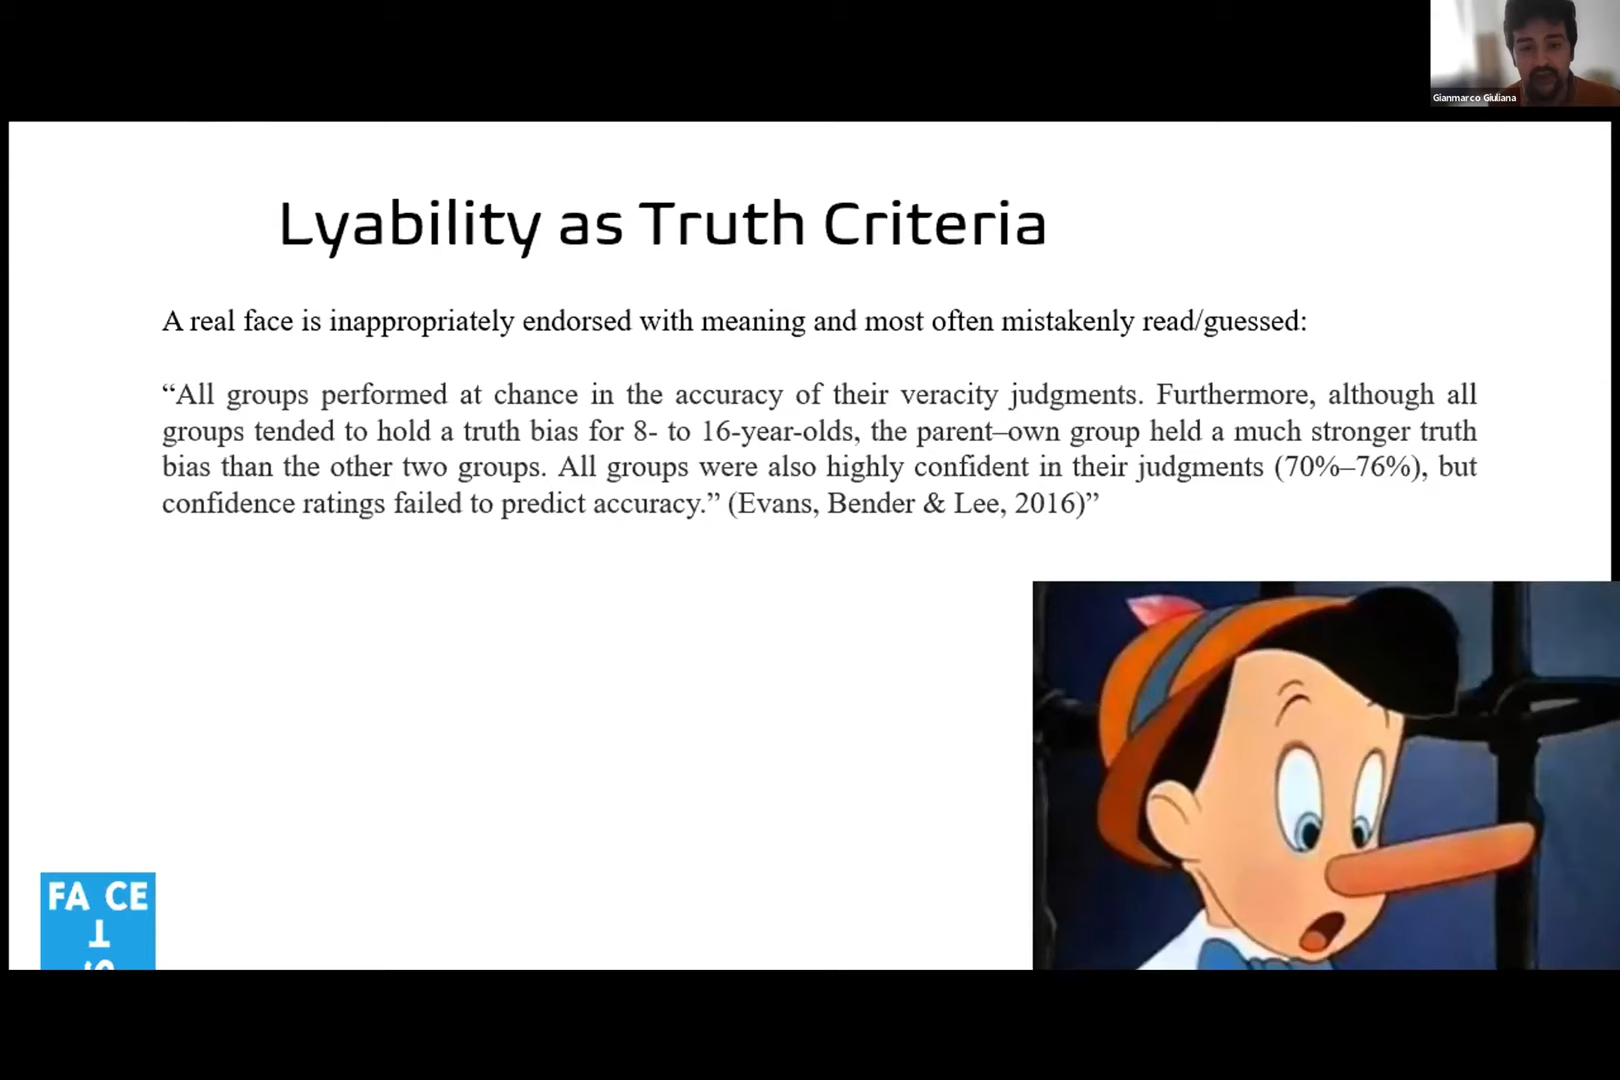 Gianmarco Giuliana
Lyability as Truth Criteria
A real face is inappropriately endorsed with meaning and most often mistakenly read/guessed:
“All groups performed at chance in the accuracy of their veracity judgments. Furthermore, although all
groups tended to hold a truth bias for 8- to 16-year-olds, the parent–own group held a much stronger truth
bias than the other two groups. All groups were also highly confident in their judgments (70%–76%), but
confidence ratings failed to predict accuracy.” (Evans, Bender & Lee, 2016)”
FA CE
T
S